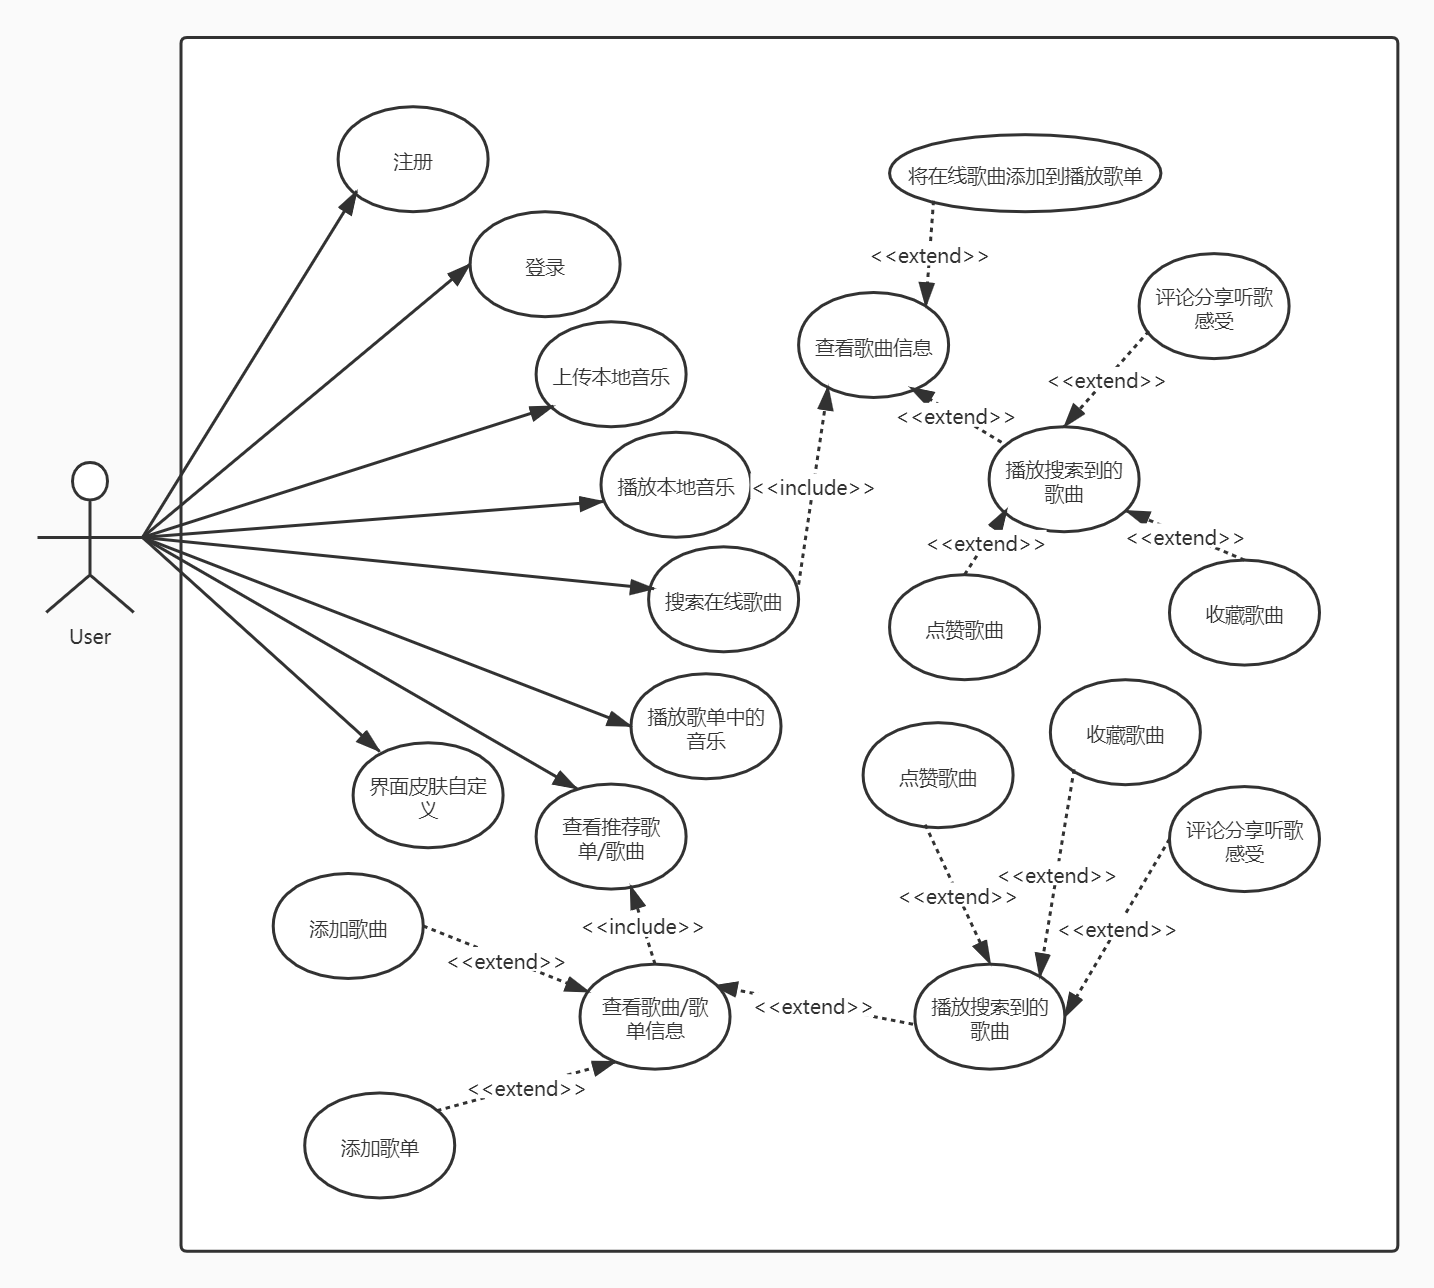 注册
将在线歌曲添加到播放歌单
<<extend>>
登录
评论分享听歌
感受
查看歌曲信息
上传本地音乐
<<extend>>
<<extend>>
播放搜索到的
歌曲
播放本地音乐
<<include>>
<<extend>>
<<extend>>
搜索在线歌曲
点赞歌曲
收藏歌曲
User
播放歌单中的
音乐
收藏歌曲
点赞歌曲
界面皮肤自定
义
查看推荐歌
单/歌曲
评论分享听歌
感受
<<extend>>
<<extend>>
添加歌曲
<<include>>
<<extend>>
<<extend>>
查看歌曲/歌
单信息
<<extend>>
播放搜索到的
歌曲
<<extend>>
添加歌单